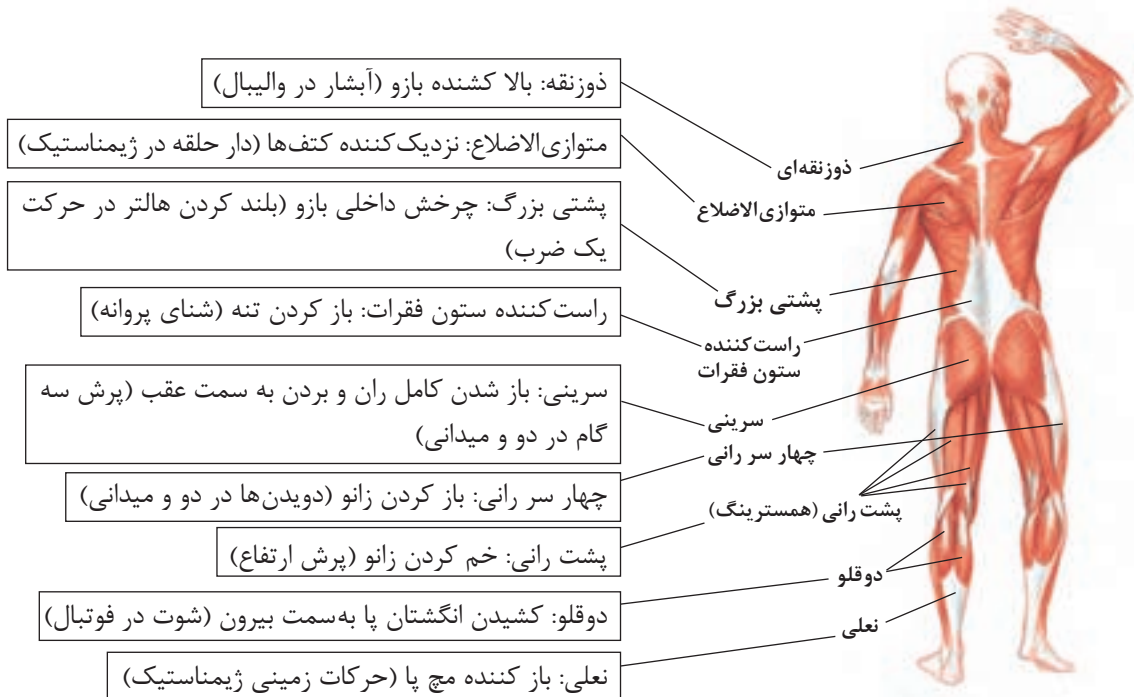 ذوزنقه: بالا کشنده بازو (آبشار در والیبال)
متوازی‌الاضلاع: نزدیک‌کننده کتف‌ها (دار حلقه در ژیمناستیک)
پشتی بزرگ: چرخش داخلی بازو (بلند کردن هالتر در حرکت
یک ضرب)
راست‌کننده ستون فقرات: باز کردن تنه (شنای پروانه)
سرینی: باز شدن کامل ران و بردن به سمت عقب (پرش سه
گام در دو و میدانی)
چهار سر رانی: باز کردن زانو (دویدن‌ها در دو و میدانی)
پشت رانی: خم کردن زانو (پرش ارتفاع)
دوقلو: کشیدن انگشتان پا به‌سمت بیرون (شوت در فوتبال)
نعلی: باز کننده مچ پا (حرکات زمینی ژیمناستیک)
ذوزنقه‌ای
متوازی‌الاضلاع
پشتی بزرگ
راست‌کننده
ستون فقرات
سرینی
چهار سر رانی
پشت رانی (همسترینگ)
دوقلو
نعلی